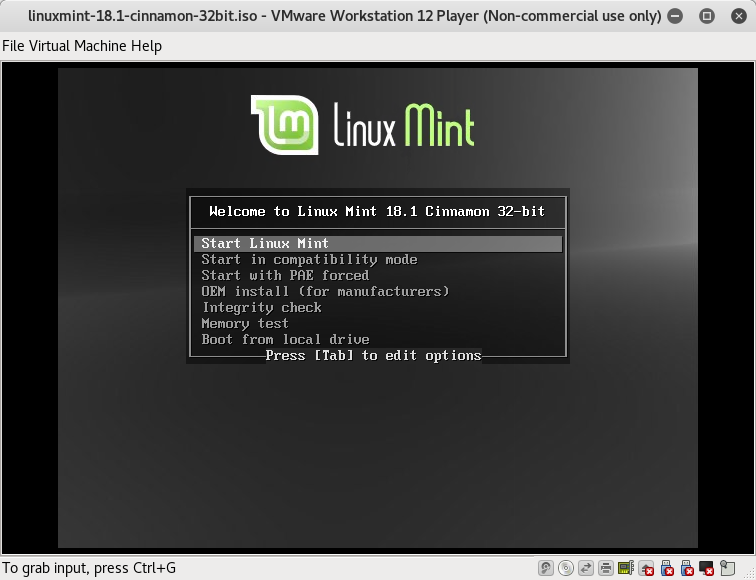 linuxmint-18.1-cinnamon-32bit.iso - VMware Workstation 12 Player (Non-commercial use only)
File Virtual Machine Help
Linux Mint
Welcome to Linux Mint 18.1 Cinnamon 32-bit
Start Linux Mint
Start in compatibility mode
Start with PAE forced
OEM install (for manufacturers)
Integrity check
Memory test
Boot from local drive
Press [Tab] to edit options
To grab input, press Ctrl+G